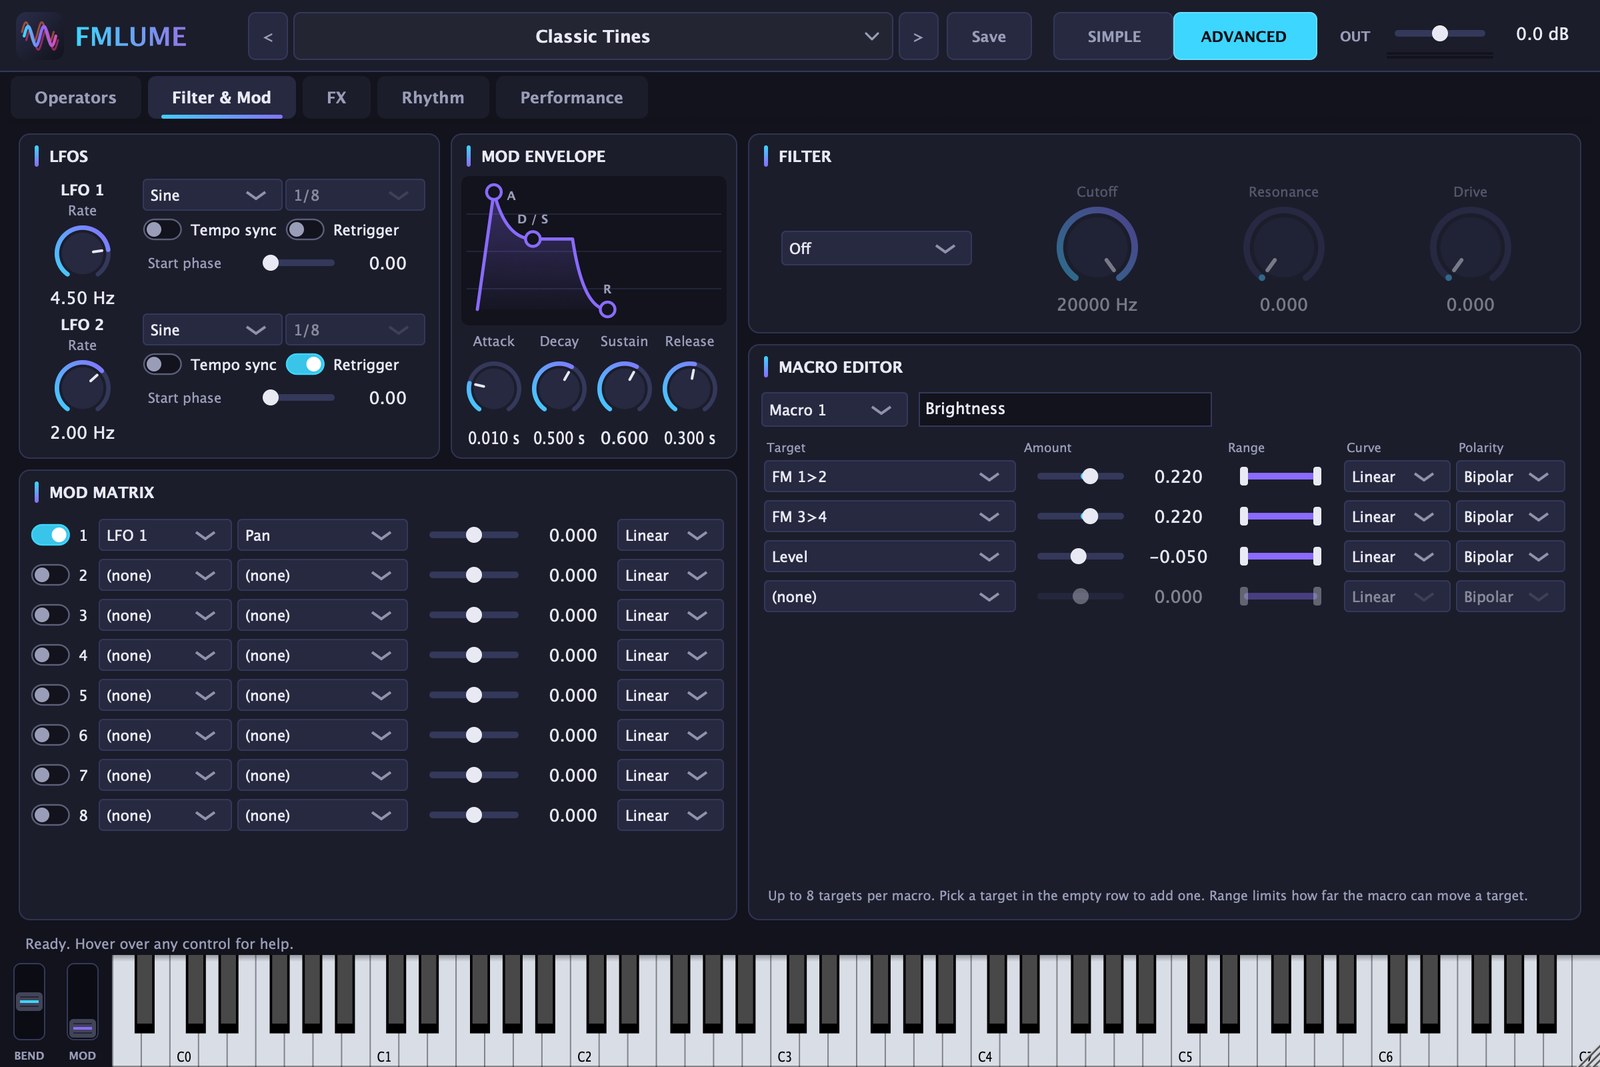 FMLUME
<
Classic Tines
>
Save
SIMPLE
ADVANCED
OUT
0.0 dB
Operators
Filter & Mod
FX
Rhythm
Performance
LFOS
LFO 1
Rate
4.50 Hz
Sine
1/8
Tempo sync
Retrigger
Start phase
0.00
LFO 2
Rate
2.00 Hz
Sine
1/8
Tempo sync
Retrigger
Start phase
0.00
MOD ENVELOPE
A
D / S
R
Attack Decay Sustain Release
0.010 s 0.500 s 0.600 0.300 s
FILTER
Off
Cutoff
20000 Hz
Resonance
0.000
Drive
0.000
MOD MATRIX
1 LFO 1 Pan 0.000 Linear
2 (none) (none) 0.000 Linear
3 (none) (none) 0.000 Linear
4 (none) (none) 0.000 Linear
5 (none) (none) 0.000 Linear
6 (none) (none) 0.000 Linear
7 (none) (none) 0.000 Linear
8 (none) (none) 0.000 Linear
MACRO EDITOR
Macro 1
Brightness
Target Amount Range Curve Polarity
FM 1>2 0.220 Linear Bipolar
FM 3>4 0.220 Linear Bipolar
Level −0.050 Linear Bipolar
(none) 0.000 Linear Bipolar
Up to 8 targets per macro. Pick a target in the empty row to add one. Range limits how far the macro can move a target.
Ready. Hover over any control for help.
BEND
MOD
C0 C1 C2 C3 C4 C5 C6